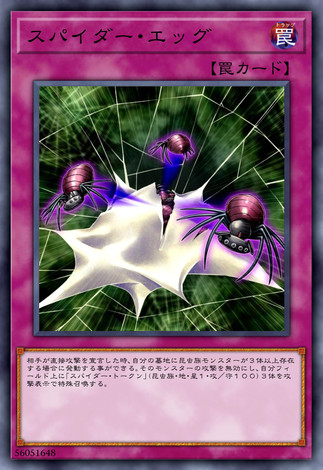 スパイダー・エッグ
トラップ
罠
【罠カード】
相手が直接攻撃を宣言した時、自分の墓地に昆虫族モンスターが3体以上存在
する場合に発動する事ができる。そのモンスターの攻撃を無効にし、自分フィ
ールド上に「スパイダー・トークン」(昆虫族・地・星1・攻/守100)3体を攻
撃表示で特殊召喚する。
56051648